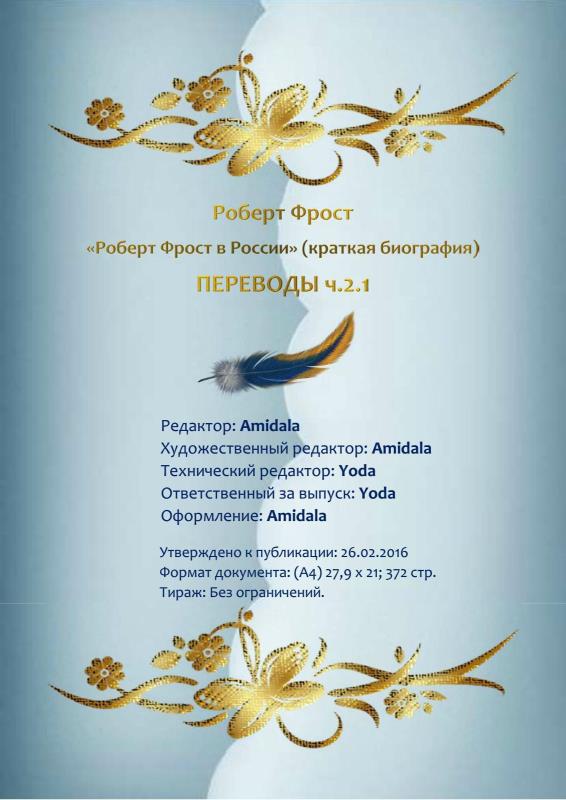 Роберт Фрост
«Роберт Фрост в России» (краткая биография)
ПЕРЕВОДЫ ч.2.1
Редактор: Amidala
Художественный редактор: Amidala
Технический редактор: Yoda
Ответственный за выпуск: Yoda
Оформление: Amidala
Утверждено к публикации: 26.02.2016
Формат документа: (А4) 27,9 х 21; 372 стр.
Тираж: Без ограничений.